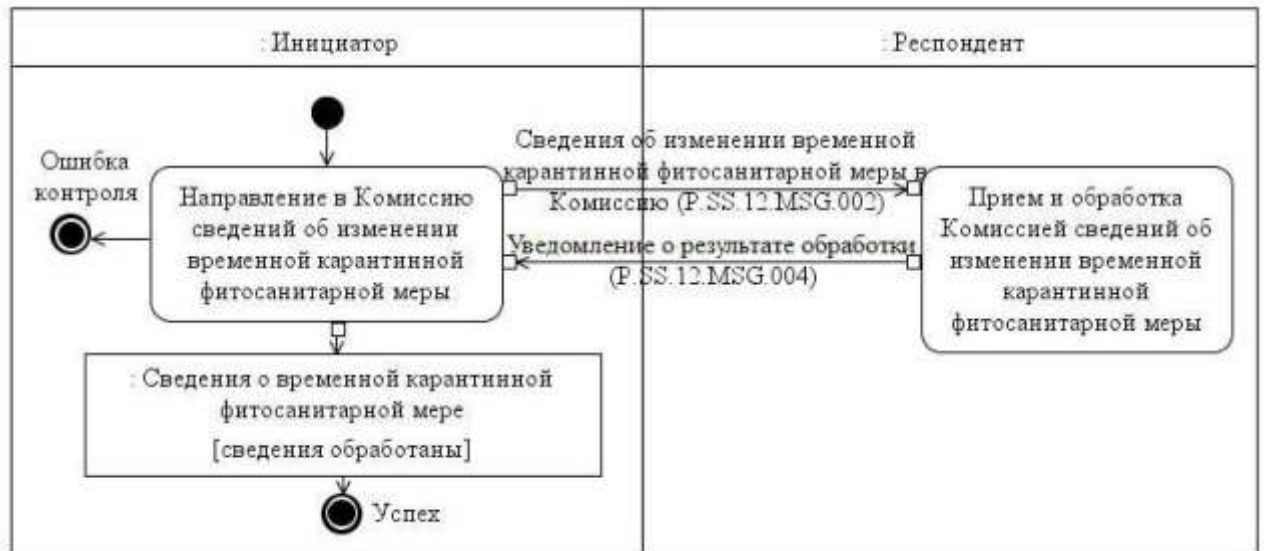 : Инициатор
: Респондент
Ошибка
контроля
Направление в Комиссию
сведений об изменении
временной карантинной
фитосанитарной меры
Сведения об изменении временной
карантинной фитосанитарной меры в
Комиссию (P.SS.12.MSG.002)
Уведомление о результате обработки
(P.SS.12.MSG.004)
Прием и обработка
Комиссией сведений об
изменении временной
карантинной
фитосанитарной меры
: Сведения о временной карантинной
фитосанитарной мере
[сведения обработаны]
Успех